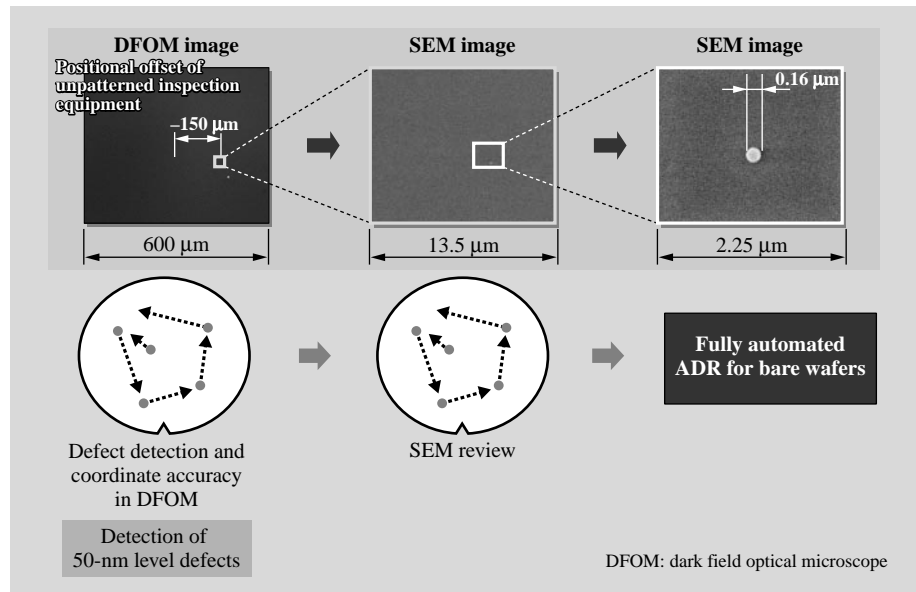 DFOM image
SEM image
SEM image
Positional offset of
unpatterned inspection
equipment
–150 µm
0.16 µm
600 µm
13.5 µm
2.25 µm
Fully automated
ADR for bare wafers
Defect detection and
coordinate accuracy
in DFOM
SEM review
Detection of
50-nm level defects
DFOM: dark field optical microscope